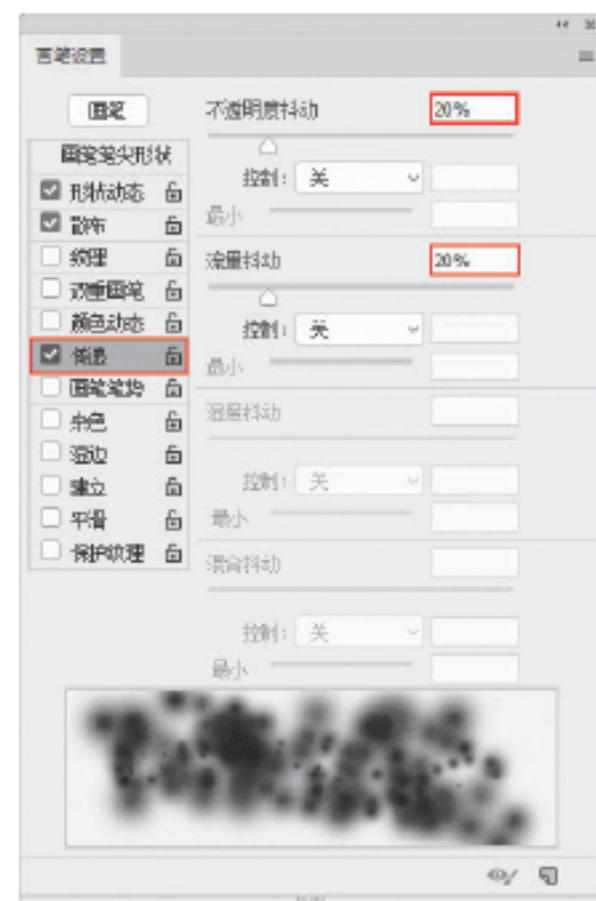 画笔设置
画笔
画笔笔尖形状
形状动态
散布
纹理
双重画笔
颜色动态
传递
画笔笔势
杂色
湿边
建立
平滑
保护纹理
不透明度抖动 20%
控制： 关
最小
流量抖动 20%
控制： 关
最小
湿度抖动
控制： 关
最小
混合抖动
控制： 关
最小